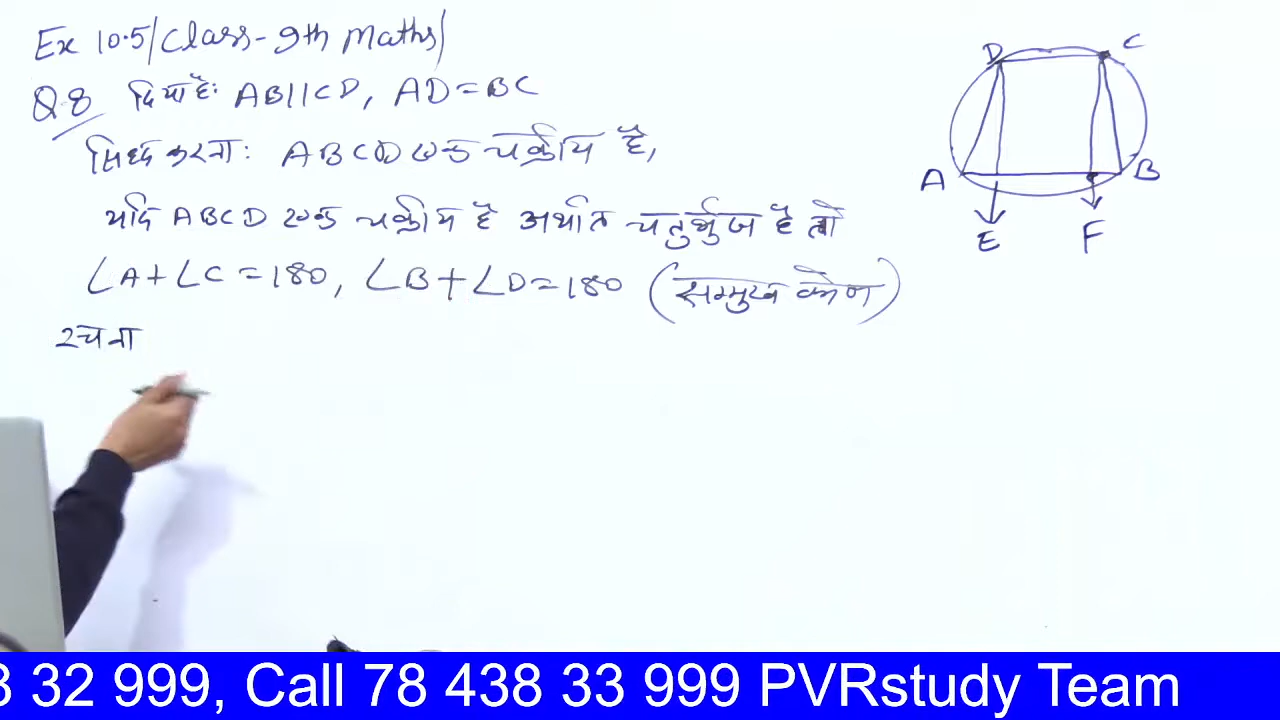 Ex 10.5/Class-9th Maths/
Q.8 दिया है: AB||CD, AD=BC
सिध्द करना: ABCD एक चक्रीय है,
यदि ABCD एक चक्रीय है अर्थात चतुर्भुज है तो
∠A+∠C=180, ∠B+∠D=180 (सम्मुख कोण)
रचना
D C
A B
E F
32 999, Call 78 438 33 999 PVRstudy Team